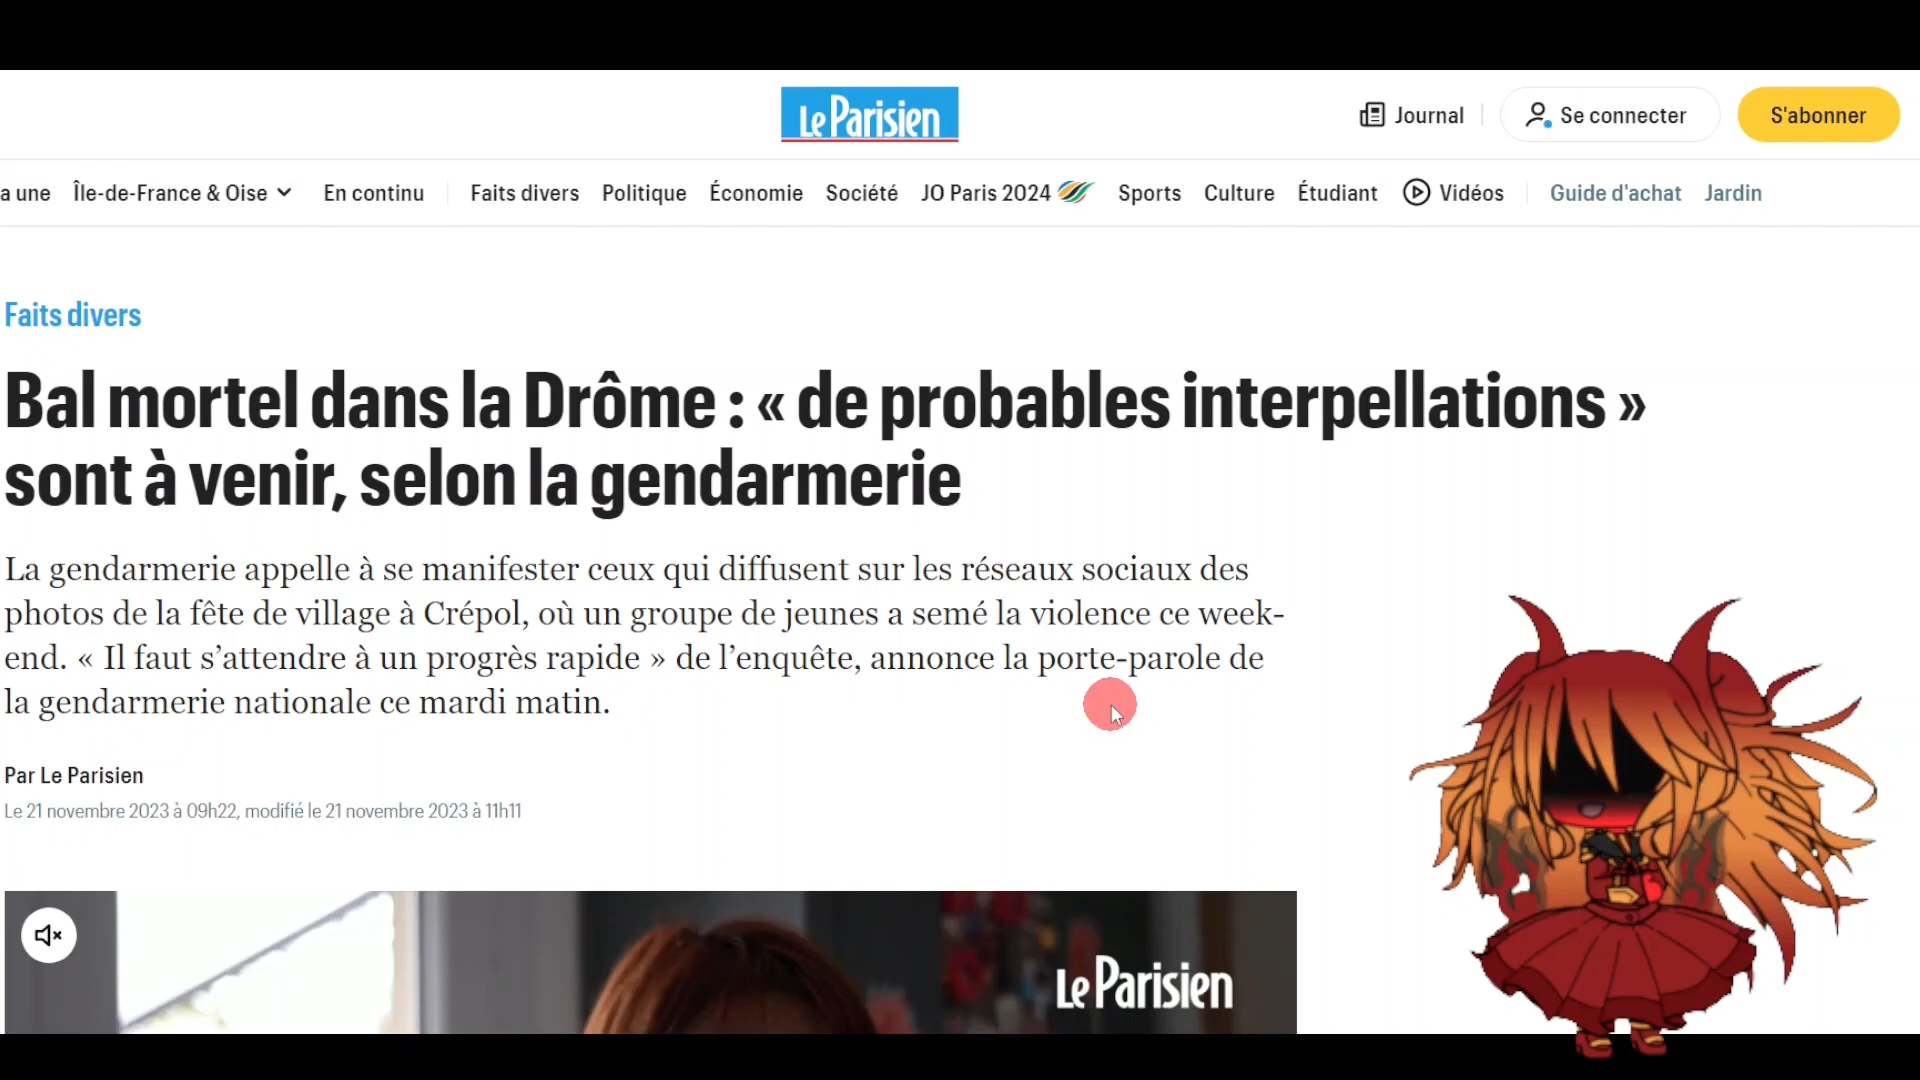 Le Parisien
Journal
Se connecter
S'abonner
a une
Île-de-France & Oise
En continu
Faits divers
Politique
Économie
Société
JO Paris 2024
Sports
Culture
Étudiant
Vidéos
Guide d'achat
Jardin
Faits divers
Bal mortel dans la Drôme : « de probables interpellations »
sont à venir, selon la gendarmerie
La gendarmerie appelle à se manifester ceux qui diffusent sur les réseaux sociaux des
photos de la fête de village à Crépol, où un groupe de jeunes a semé la violence ce week-
end. « Il faut s’attendre à un progrès rapide » de l’enquête, annonce la porte-parole de
la gendarmerie nationale ce mardi matin.
Par Le Parisien
Le 21 novembre 2023 à 09h22, modifié le 21 novembre 2023 à 11h11
Le Parisien